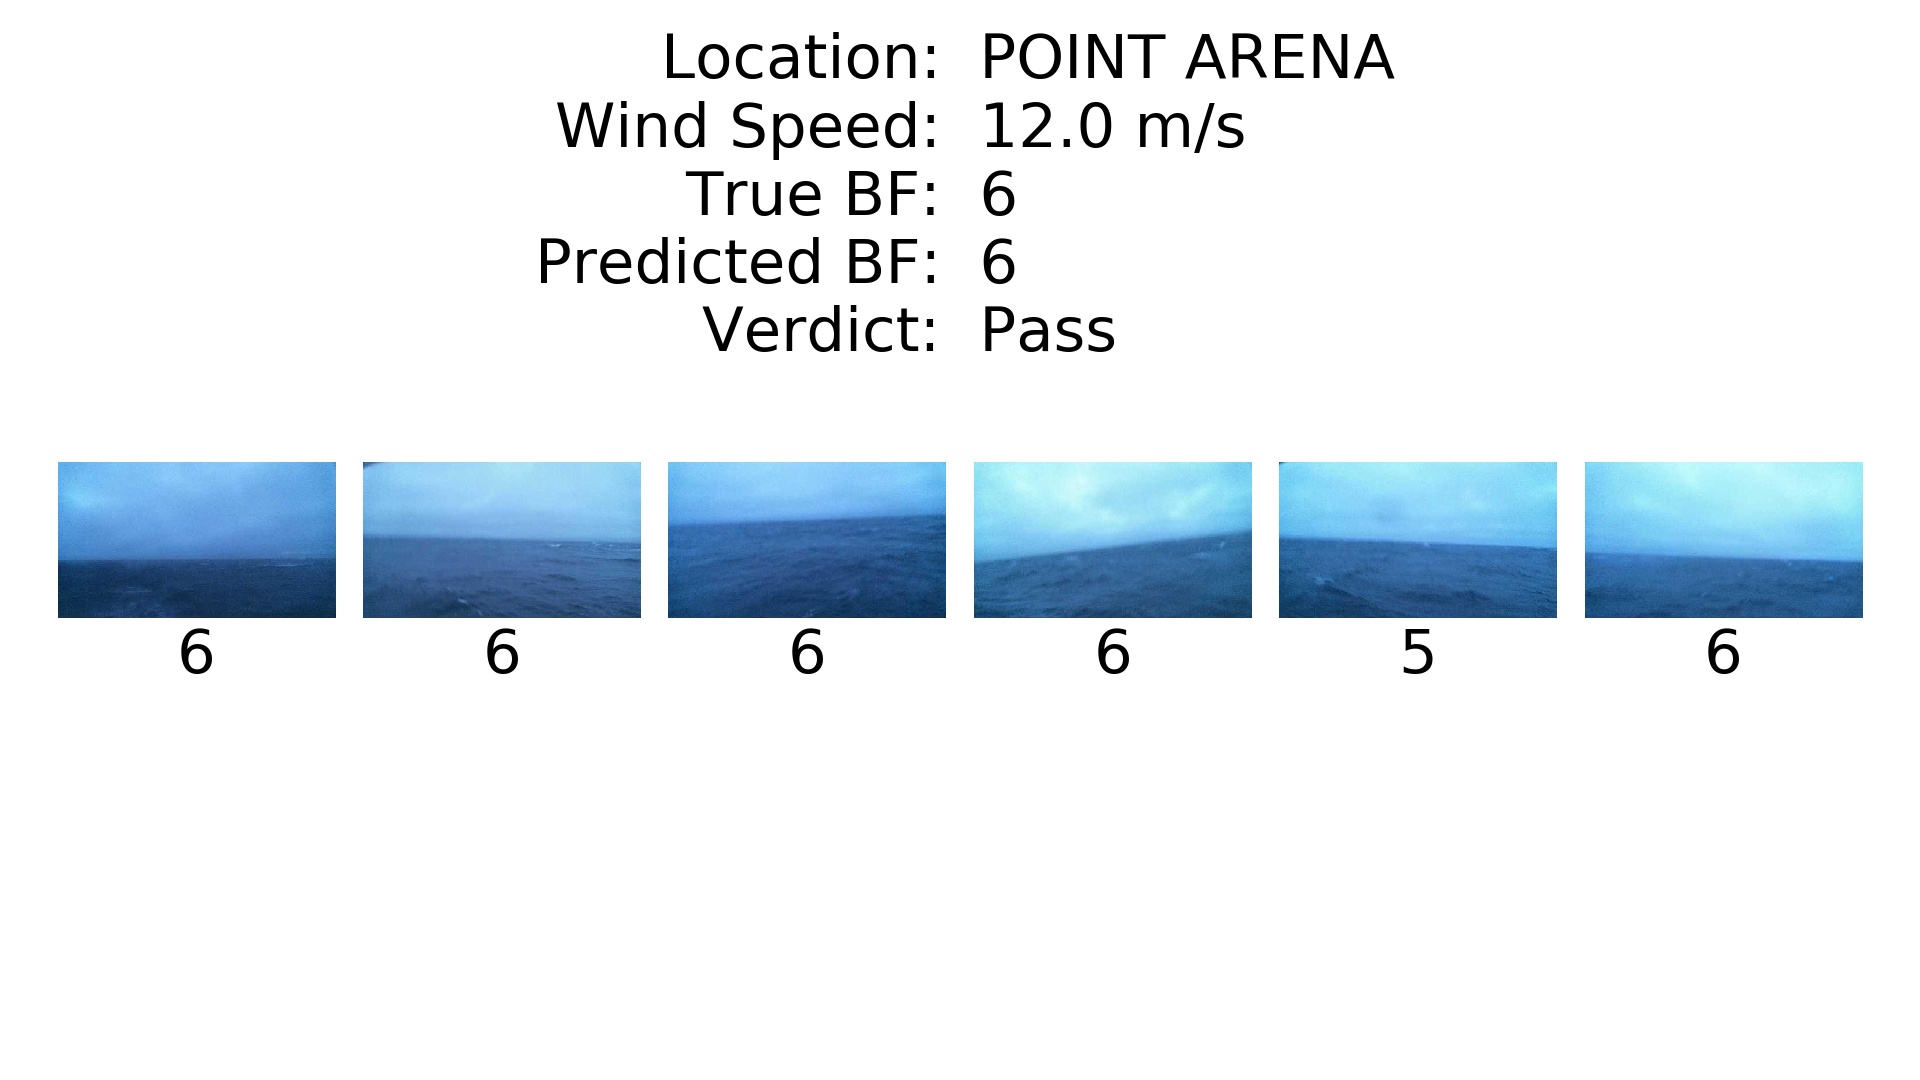 Location: POINT ARENA
Wind Speed: 12.0 m/s
True BF: 6
Predicted BF: 6
Verdict: Pass
6 6 6 6 5 6